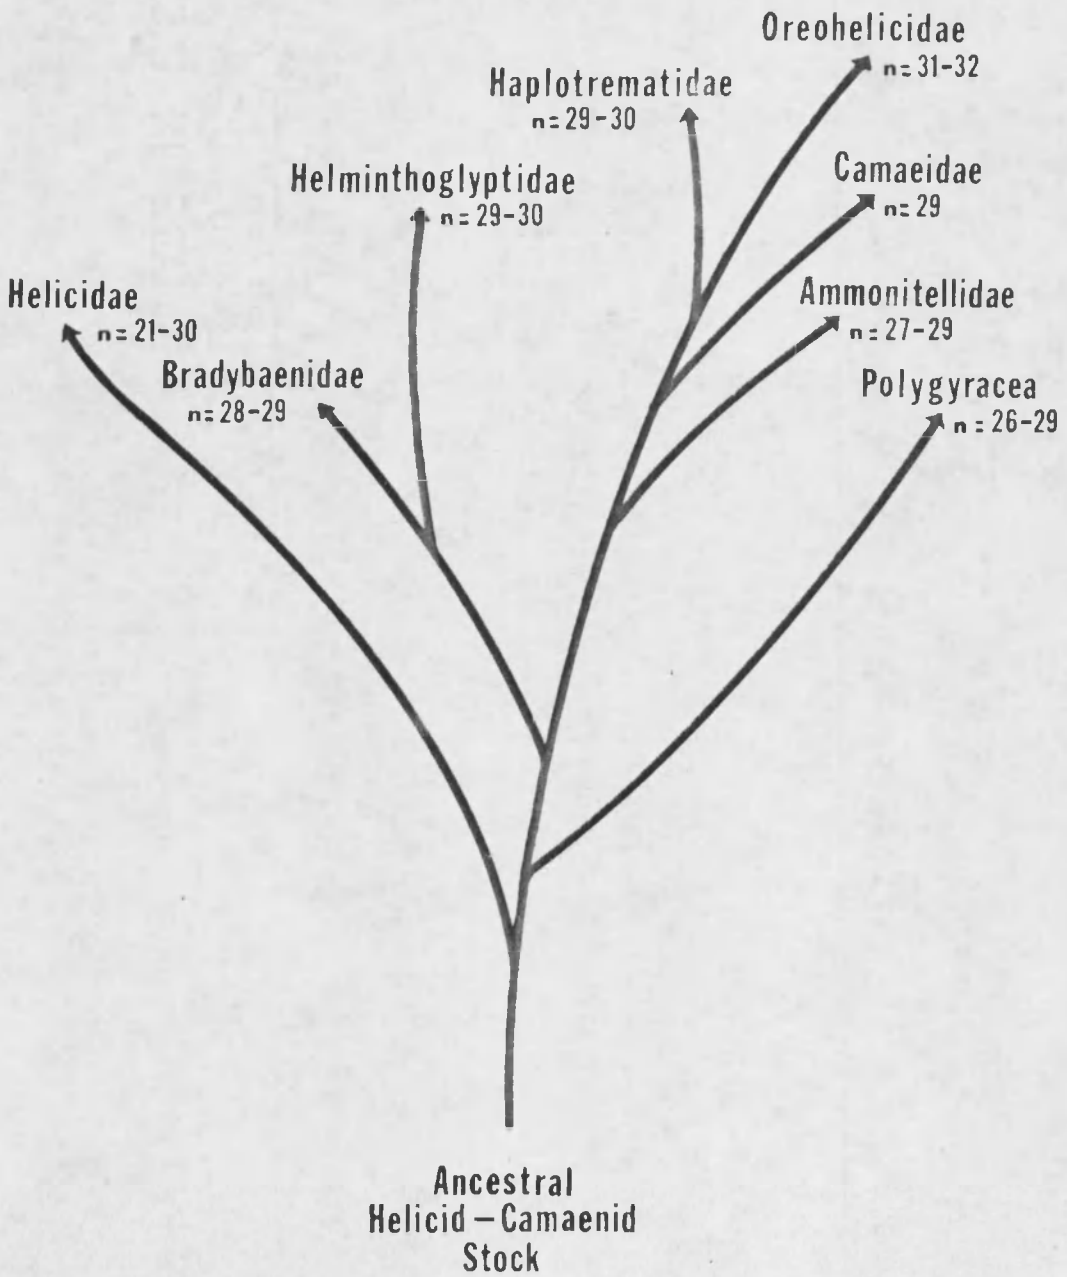 Oreohelicidae
n=31-32
Haplotrematidae
n=29-30
Camaeidae
n=29
Helminthoglyptidae
n=29-30
Helicidae
n=21-30
Ammonitellidae
n=27-29
Bradybaenidae
n=28-29
Polygyracea
n=26-29
Ancestral
Helicid-Camaenid
Stock